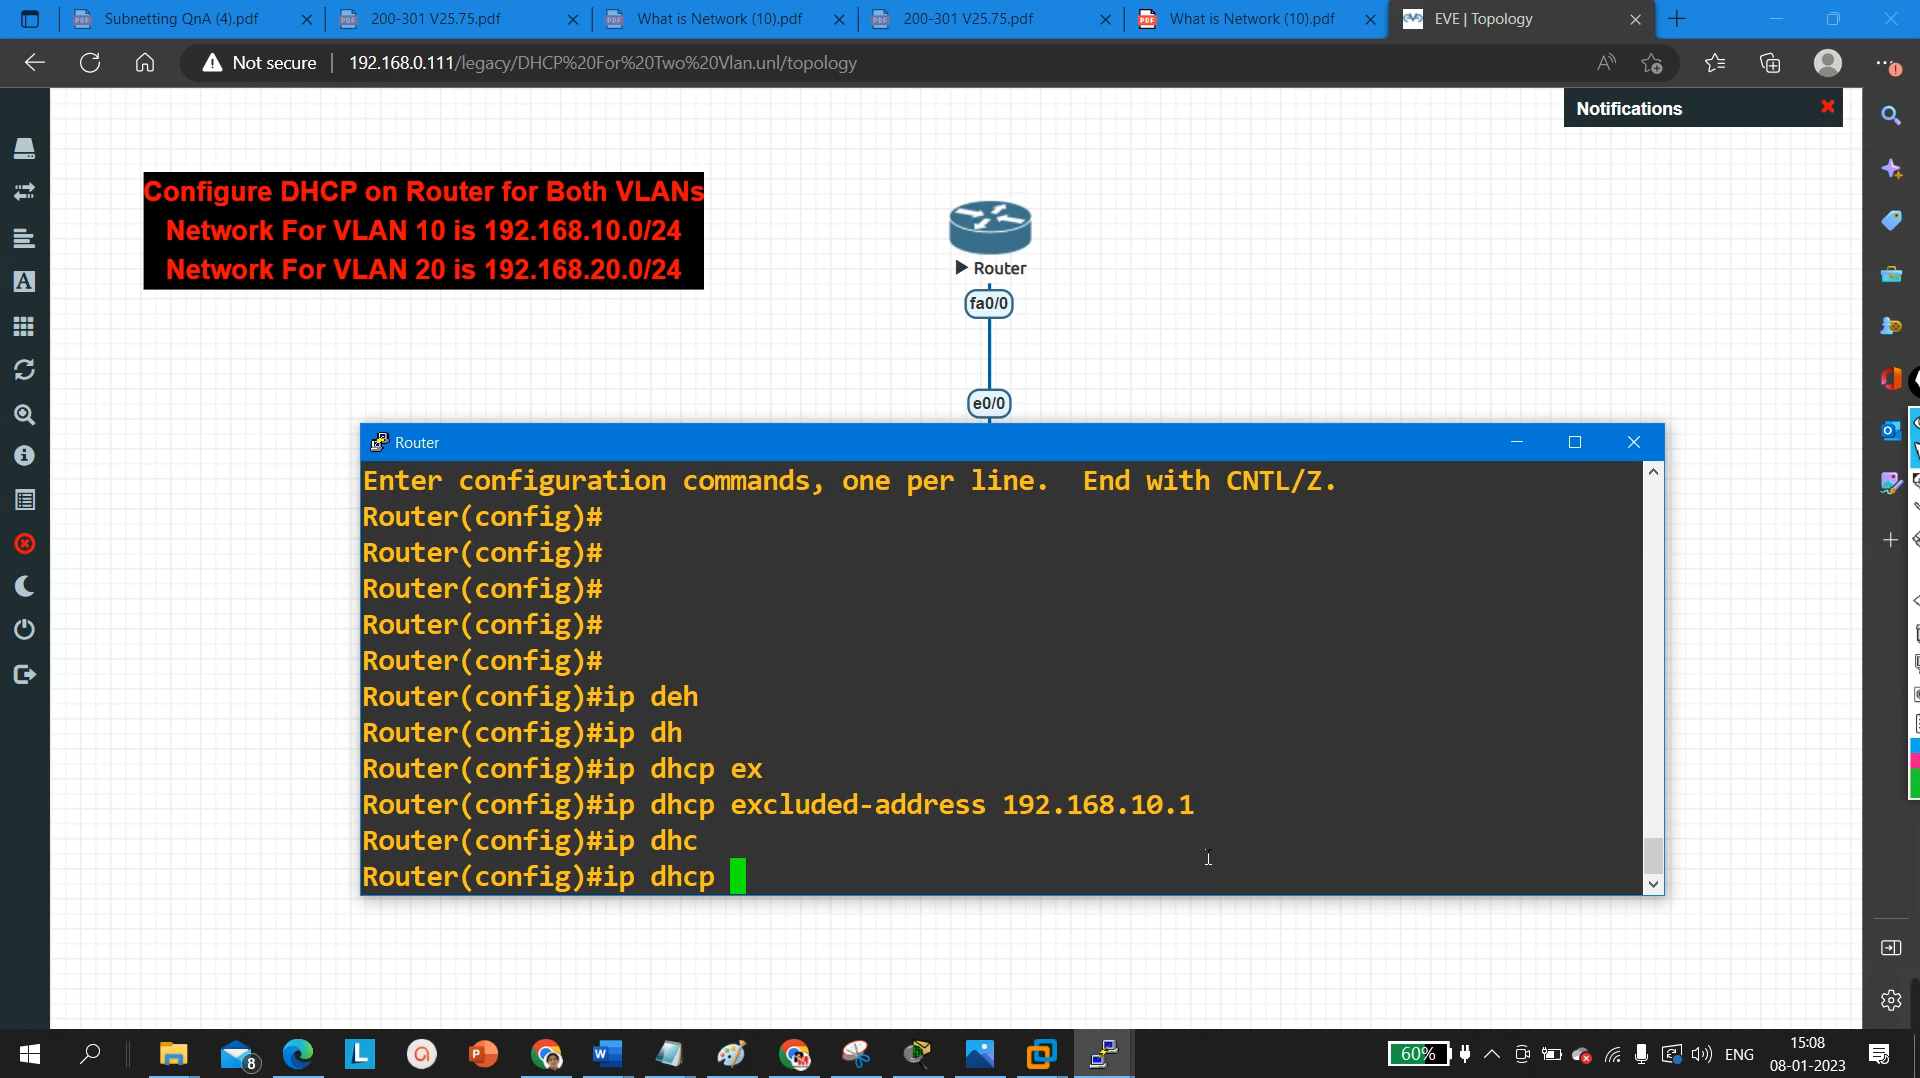 Subnetting QnA (4).pdf
200-301 V25.75.pdf
What is Network (10).pdf
200-301 V25.75.pdf
What is Network (10).pdf
EVE | Topology
Not secure
192.168.0.111/legacy/DHCP%20For%20Two%20Vlan.unl/topology
Notifications
Configure DHCP on Router for Both VLANs
Network For VLAN 10 is 192.168.10.0/24
Network For VLAN 20 is 192.168.20.0/24
Router
fa0/0
e0/0
Router
Enter configuration commands, one per line.  End with CNTL/Z.
Router(config)#
Router(config)#
Router(config)#
Router(config)#
Router(config)#
Router(config)#ip deh
Router(config)#ip dh
Router(config)#ip dhcp ex
Router(config)#ip dhcp excluded-address 192.168.10.1
Router(config)#ip dhc
Router(config)#ip dhcp
8
60%
ENG
15:08
08-01-2023